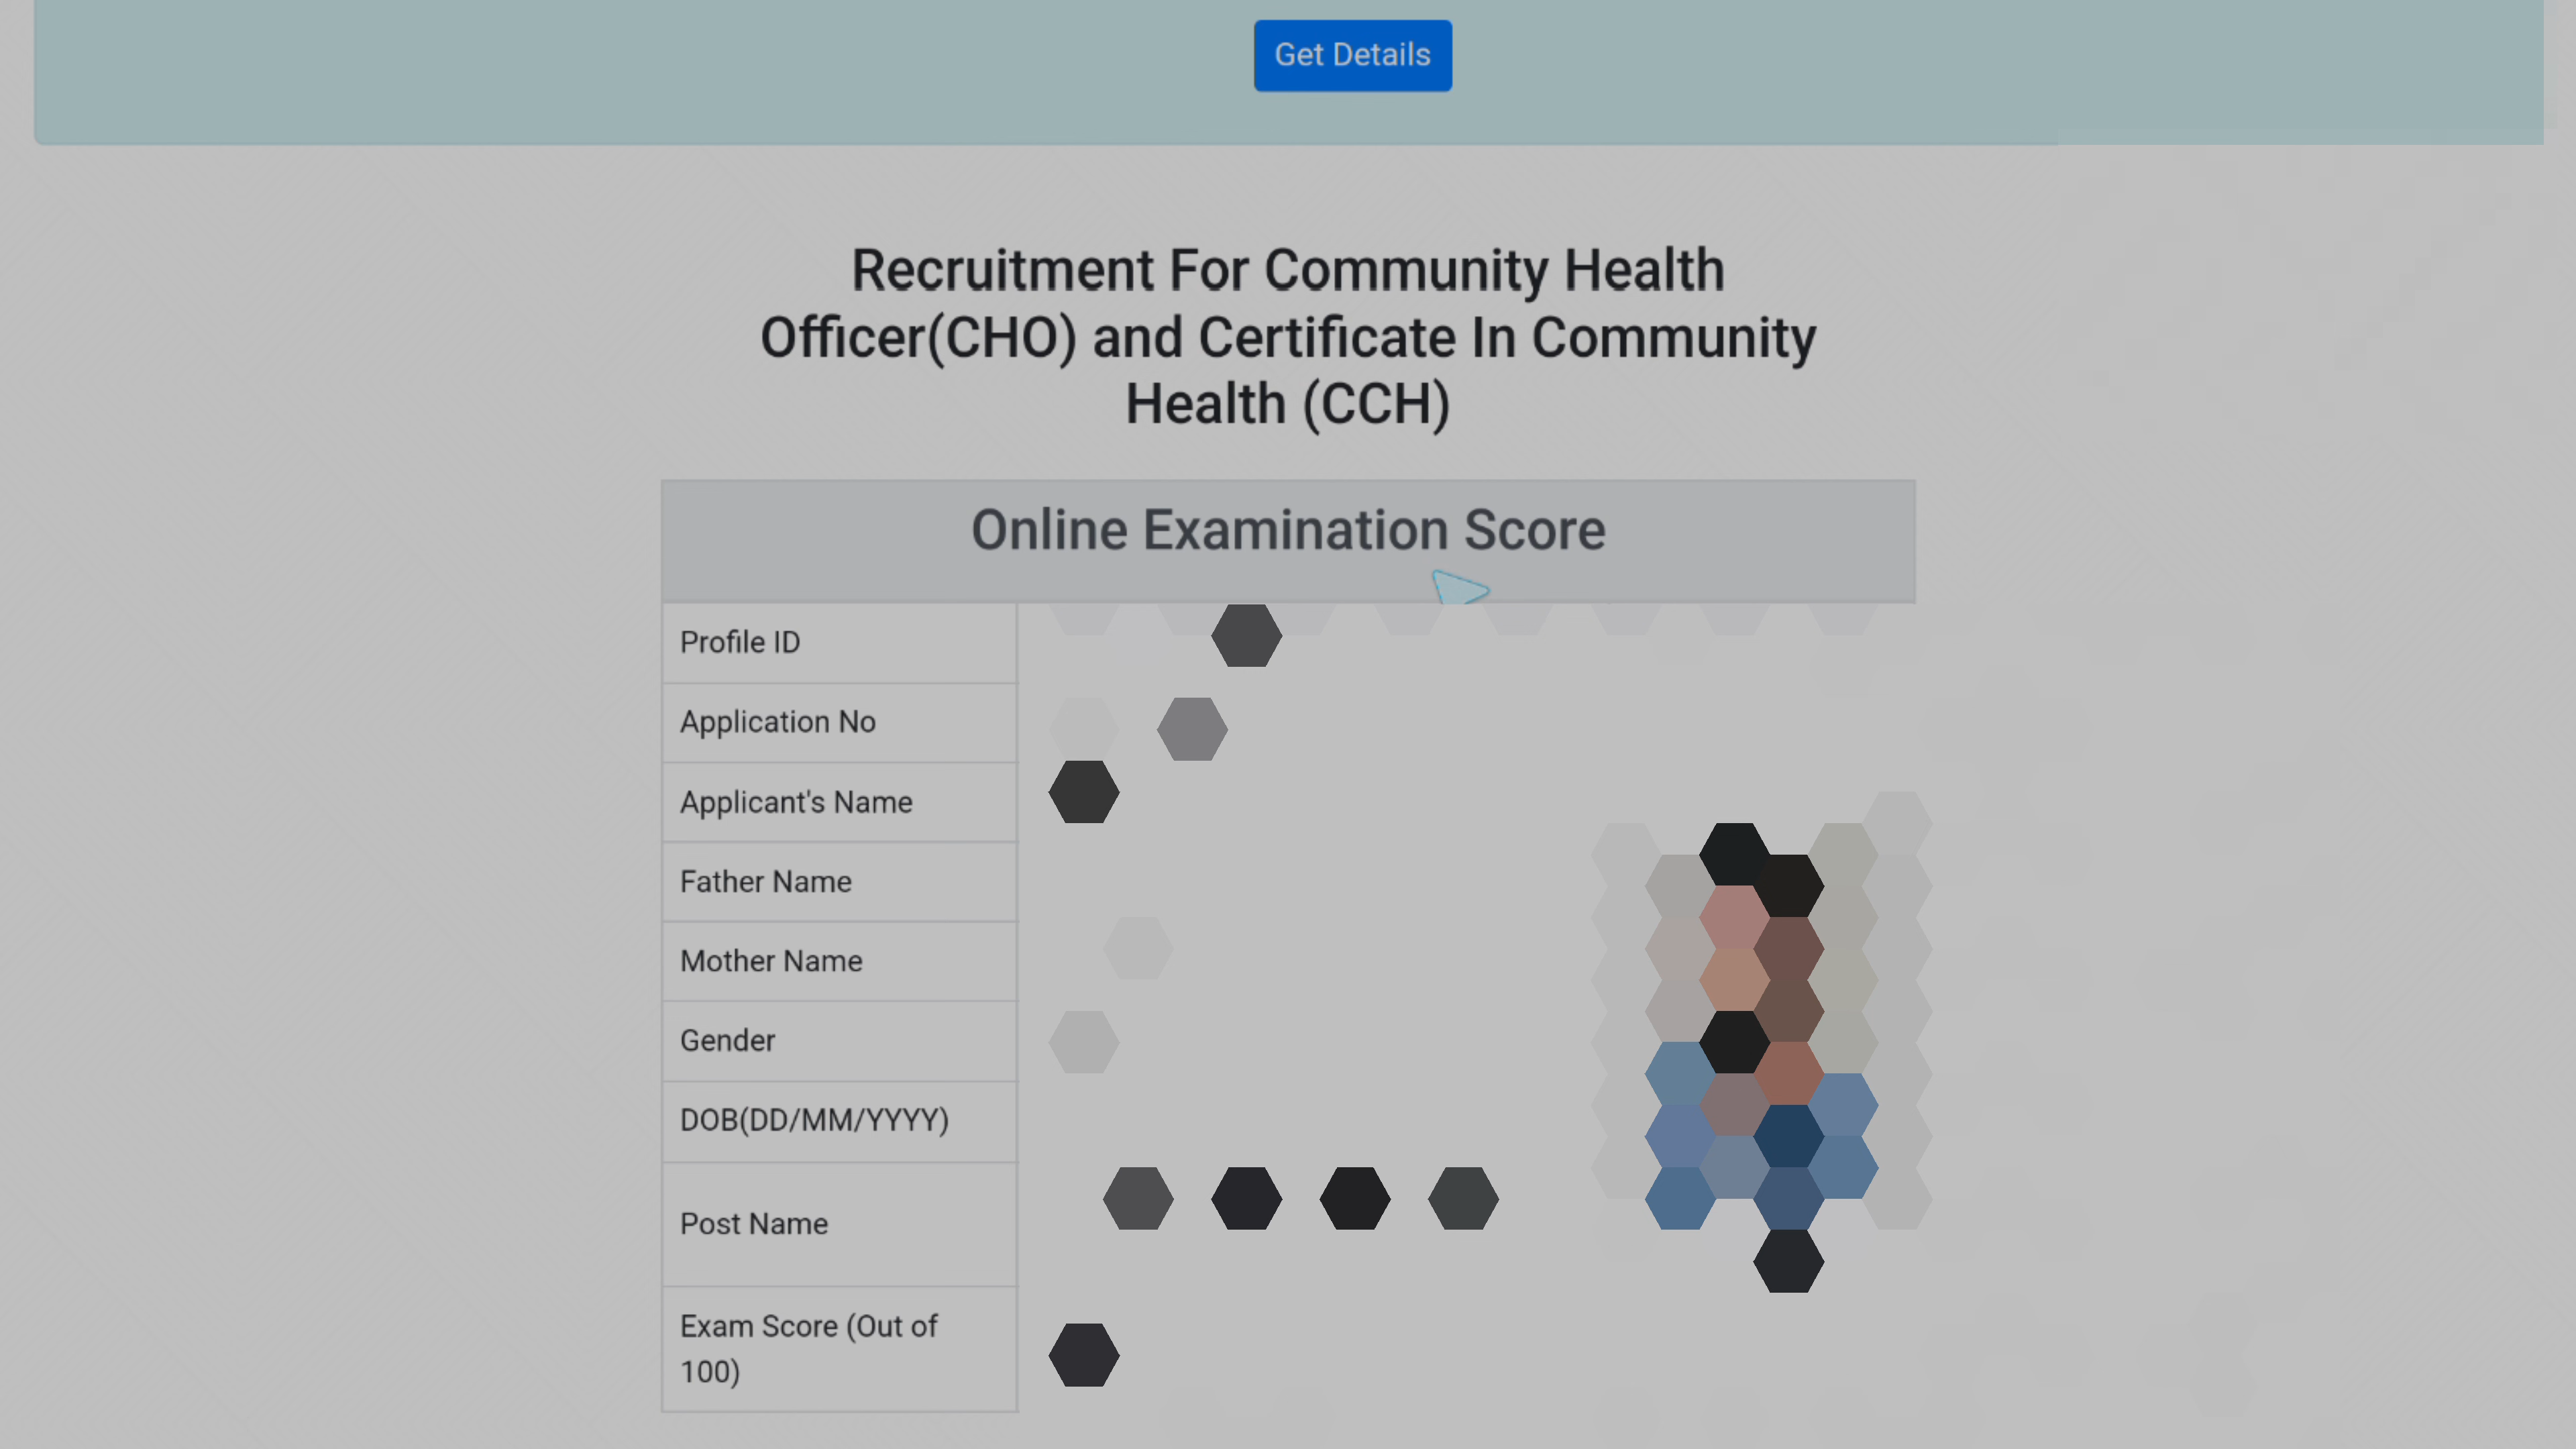 Get Details
Recruitment For Community Health
Officer(CHO) and Certificate In Community
Health (CCH)
Online Examination Score
Profile ID
Application No
Applicant's Name
Father Name
Mother Name
Gender
DOB(DD/MM/YYYY)
Post Name
Exam Score (Out of
100)